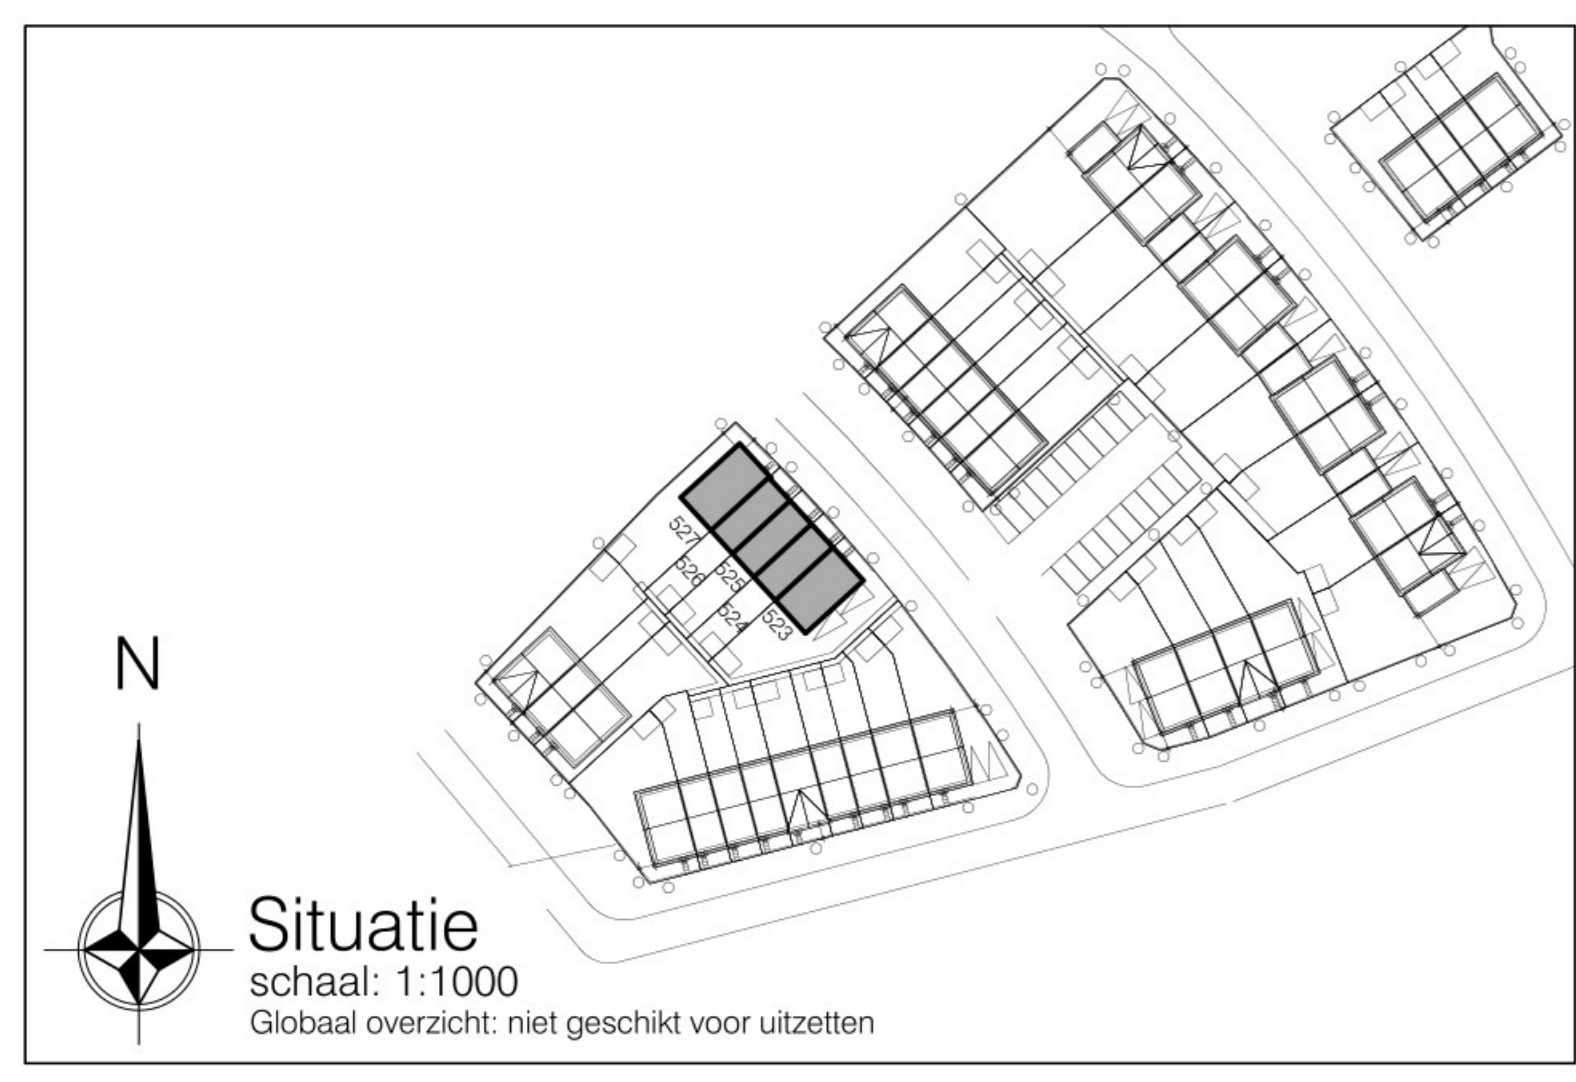 527
526
525
524
523
N
Situatie
schaal: 1:1000
Globaal overzicht: niet geschikt voor uitzetten